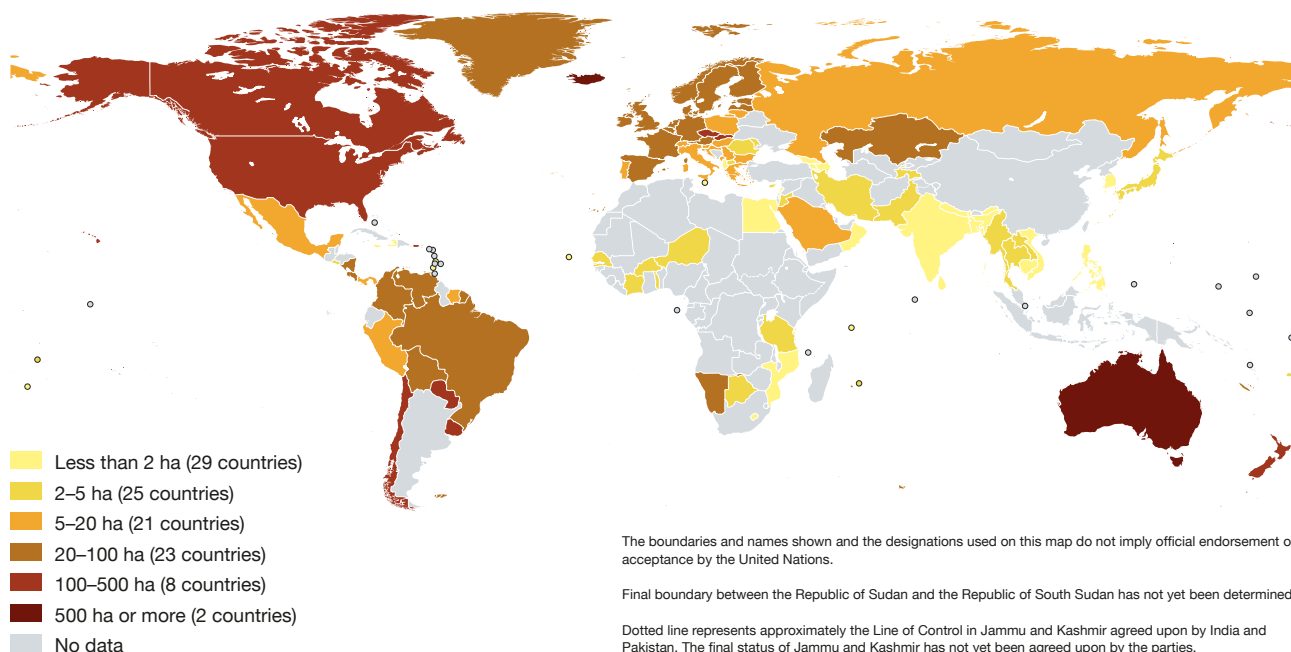 Less than 2 ha (29 countries)
2–5 ha (25 countries)
5–20 ha (21 countries)
20–100 ha (23 countries)
100–500 ha (8 countries)
500 ha or more (2 countries)
No data
The boundaries and names shown and the designations used on this map do not imply official endorsement o
acceptance by the United Nations.
Final boundary between the Republic of Sudan and the Republic of South Sudan has not yet been determined
Dotted line represents approximately the Line of Control in Jammu and Kashmir agreed upon by India and
Pakistan. The final status of Jammu and Kashmir has not yet been agreed upon by the parties.